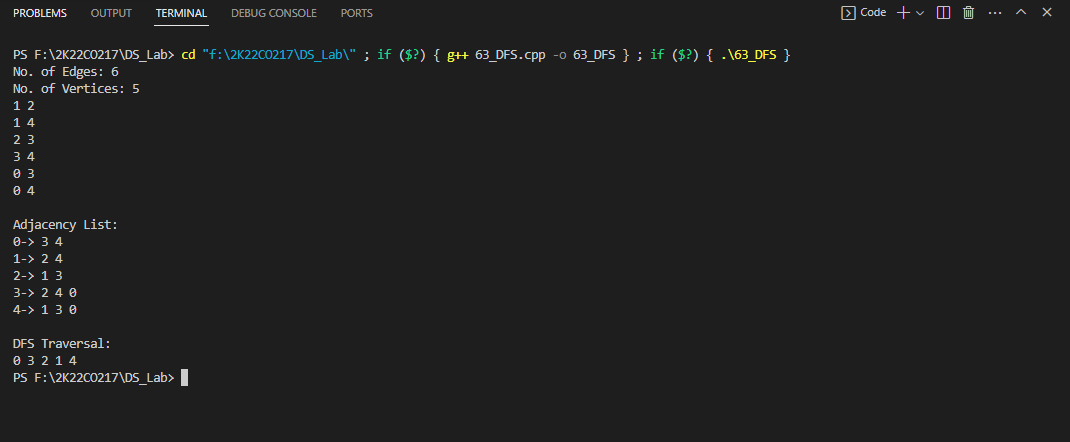 PROBLEMS OUTPUT TERMINAL DEBUG CONSOLE PORTS Code
PS F:\2K22CO217\DS_Lab> cd "f:\2K22CO217\DS_Lab\" ; if ($?) { g++ 63_DFS.cpp -o 63_DFS } ; if ($?) { .\63_DFS }
No. of Edges: 6
No. of Vertices: 5
1 2
1 4
2 3
3 4
0 3
0 4
Adjacency List:
0-> 3 4
1-> 2 4
2-> 1 3
3-> 2 4 0
4-> 1 3 0
DFS Traversal:
0 3 2 1 4
PS F:\2K22CO217\DS_Lab>